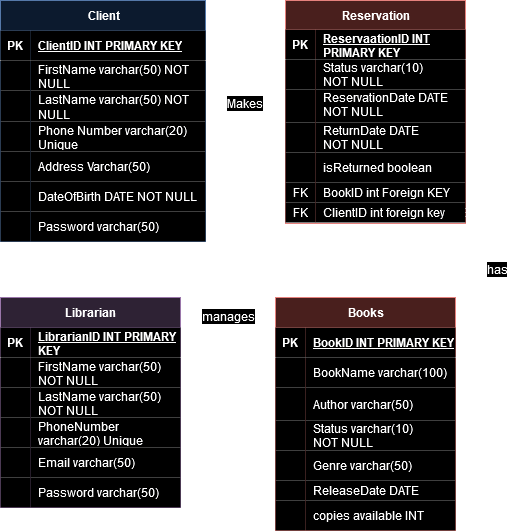 Client
PK ClientID INT PRIMARY KEY
FirstName varchar(50) NOT
NULL
LastName varchar(50) NOT
NULL
Phone Number varchar(20)
Unique
Address Varchar(50)
DateOfBirth DATE NOT NULL
Password varchar(50)
Makes
Reservation
PK ReservaationID INT
PRIMARY KEY
Status varchar(10)
NOT NULL
ReservationDate DATE
NOT NULL
ReturnDate DATE
NOT NULL
isReturned boolean
FK BookID int Foreign KEY
FK ClientID int foreign key
has
Librarian
PK LibrarianID INT PRIMARY
KEY
FirstName varchar(50)
NOT NULL
LastName varchar(50)
NOT NULL
PhoneNumber
varchar(20) Unique
Email varchar(50)
Password varchar(50)
manages
Books
PK BookID INT PRIMARY KEY
BookName varchar(100)
Author varchar(50)
Status varchar(10)
NOT NULL
Genre varchar(50)
ReleaseDate DATE
copies available INT